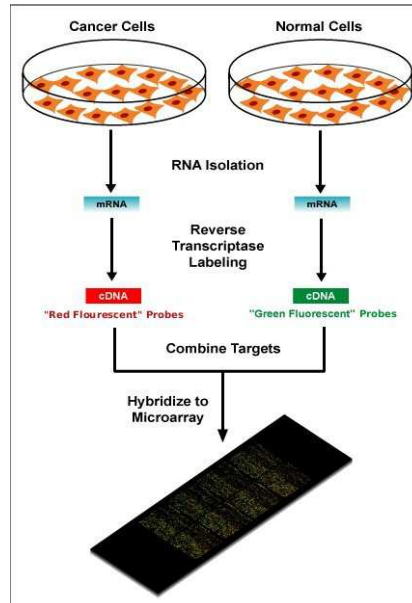 Cancer Cells
Normal Cells
RNA Isolation
mRNA
mRNA
Reverse
Transcriptase
Labeling
cDNA
cDNA
"Red Flourescent" Probes
"Green Fluorescent" Probes
Combine Targets
Hybridize to
Microarray